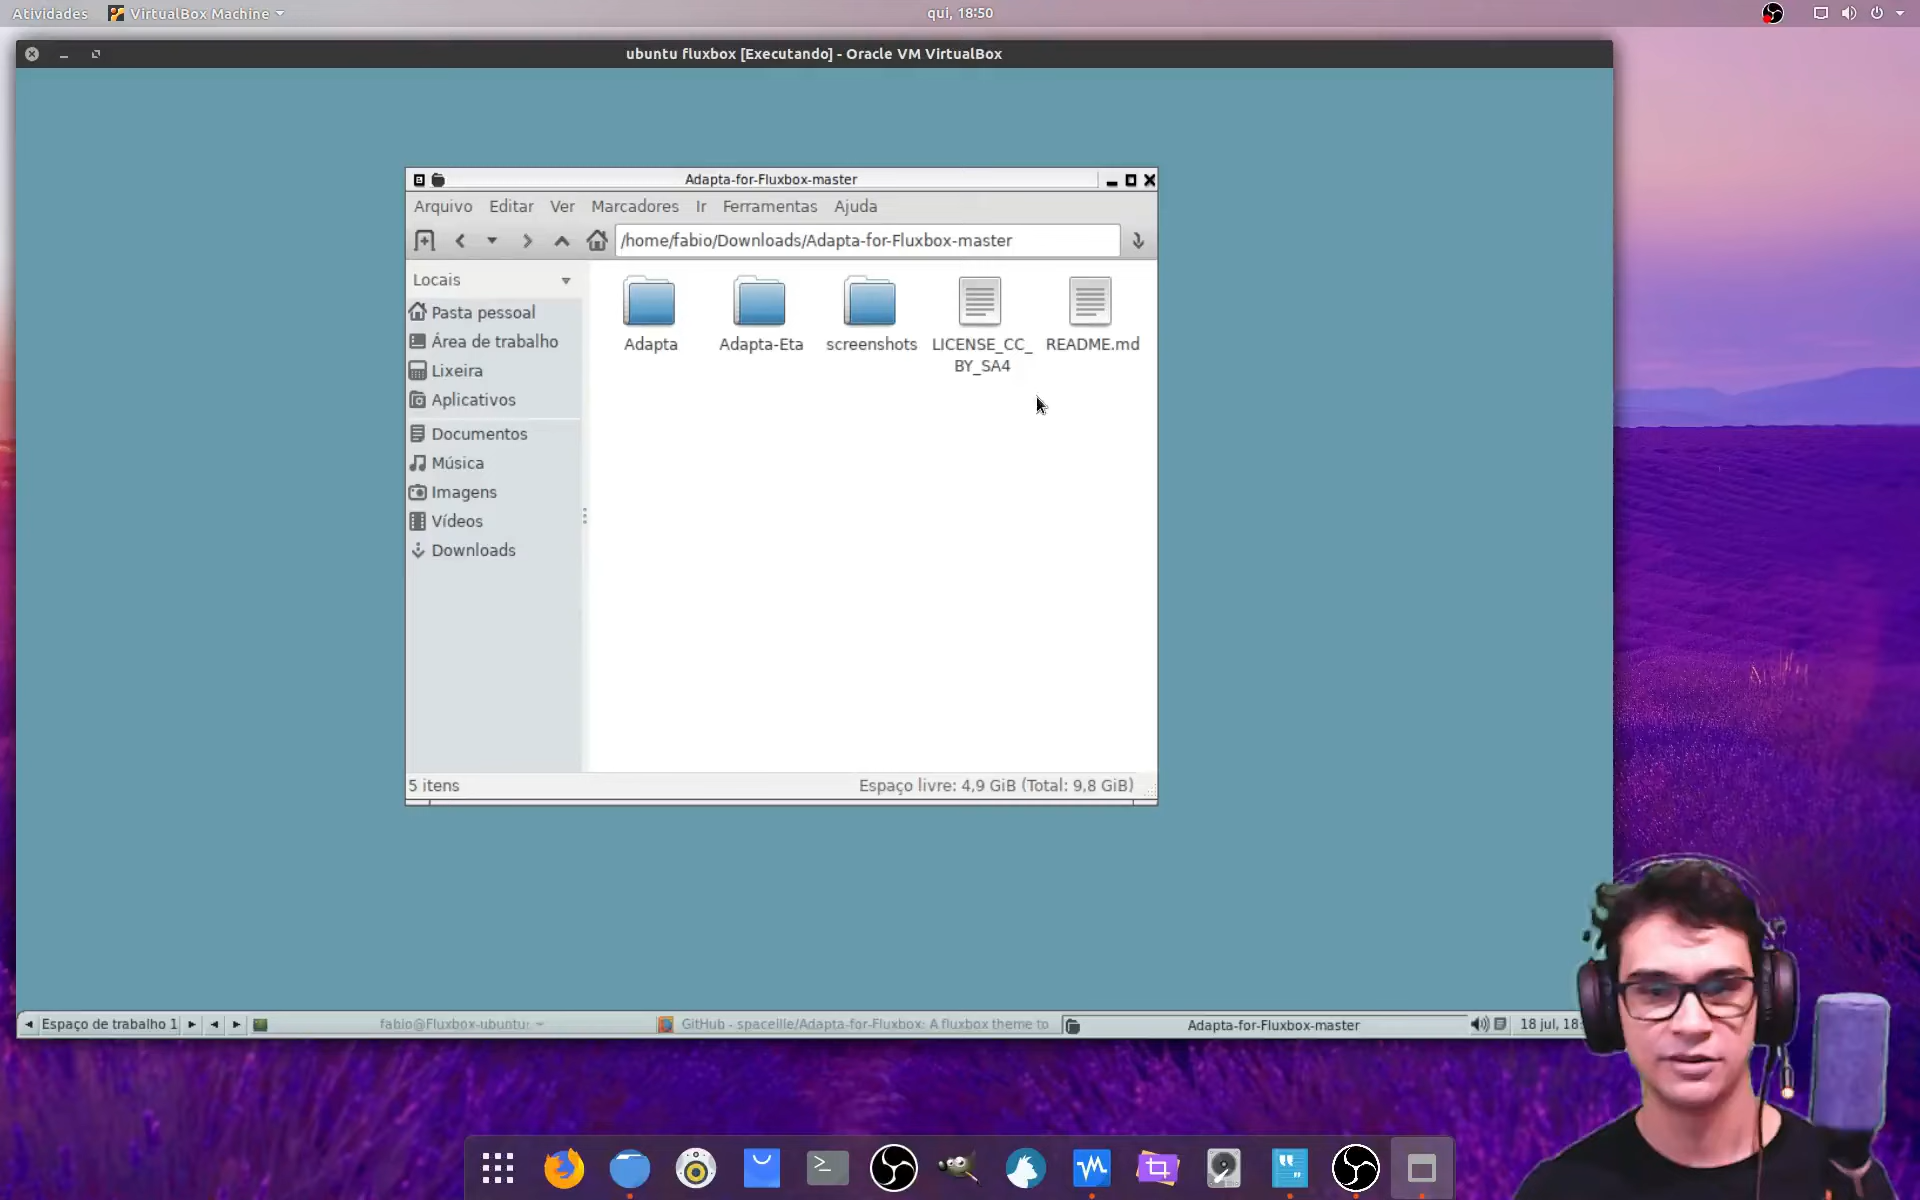 Atividades
VirtualBox Machine
qui, 18:50
ubuntu fluxbox [Executando] - Oracle VM VirtualBox
Adapta-for-Fluxbox-master
Arquivo Editar Ver Marcadores Ir Ferramentas Ajuda
/home/fabio/Downloads/Adapta-for-Fluxbox-master
Locais
Pasta pessoal
Área de trabalho
Lixeira
Aplicativos
Documentos
Música
Imagens
Vídeos
Downloads
Adapta
Adapta-Eta
screenshots
LICENSE_CC_
BY_SA4
README.md
5 itens
Espaço livre: 4,9 GiB (Total: 9,8 GiB)
Espaço de trabalho 1
fabio@Fluxbox-ubuntu:
GitHub - spaceille/Adapta-for-Fluxbox: A fluxbox theme to
Adapta-for-Fluxbox-master
18 jul, 18: